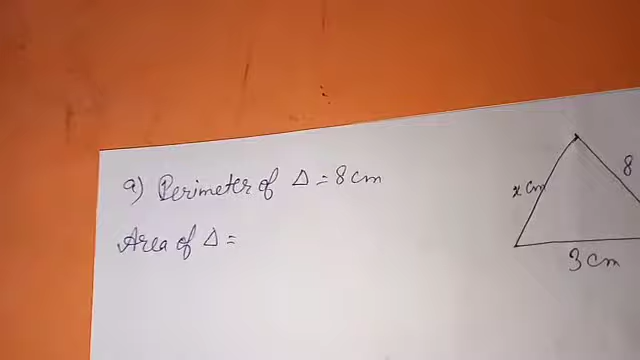 a) Perimeter of △ = 8 cm
Area of △ =
x cm
8
3 cm